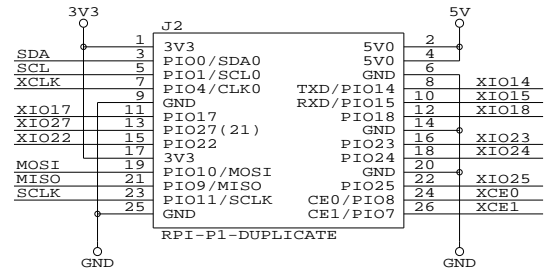 3V3 5V
J2
1 3V3 5V0 2
SDA 3 PIO0/SDA0 5V0 4
SCL 5 PIO1/SCL0 GND 6
XCLK 7 PIO4/CLK0 TXD/PIO14 8 XIO14
9 GND RXD/PIO15 10 XIO15
XIO17 11 PIO17 PIO18 12 XIO18
XIO27 13 PIO27(21) GND 14
XIO22 15 PIO22 PIO23 16 XIO23
17 3V3 PIO24 18 XIO24
MOSI 19 PIO10/MOSI GND 20
MISO 21 PIO9/MISO PIO25 22 XIO25
SCLK 23 PIO11/SCLK CE0/PIO8 24 XCE0
25 GND CE1/PIO7 26 XCE1
RPI-P1-DUPLICATE
GND GND